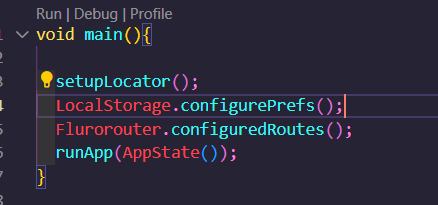 Run | Debug | Profile
void main(){
setupLocator();
LocalStorage.configurePrefs();
Flurorouter.configuredRoutes();
runApp(AppState());
}